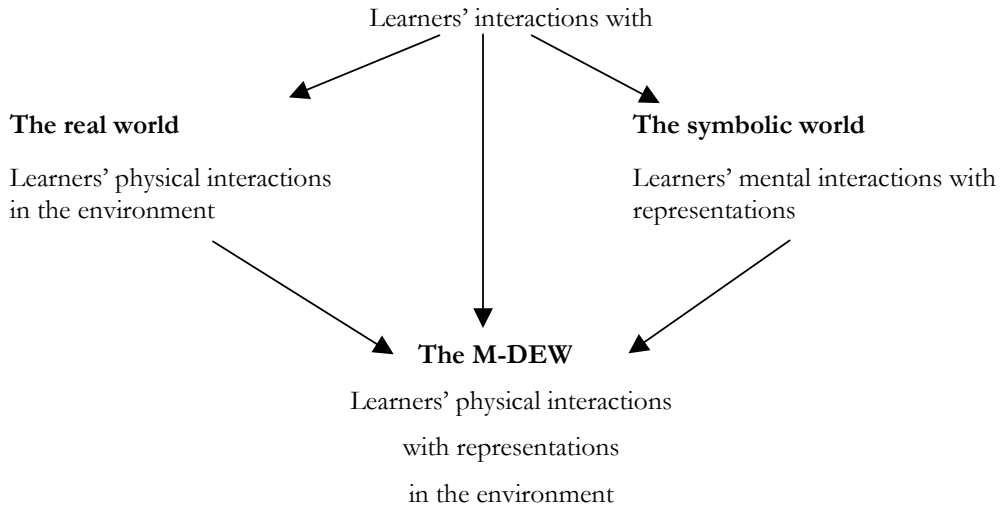 Learners’ interactions with
The real world
Learners’ physical interactions
in the environment
The symbolic world
Learners’ mental interactions with
representations
The M-DEW
Learners’ physical interactions
with representations
in the environment